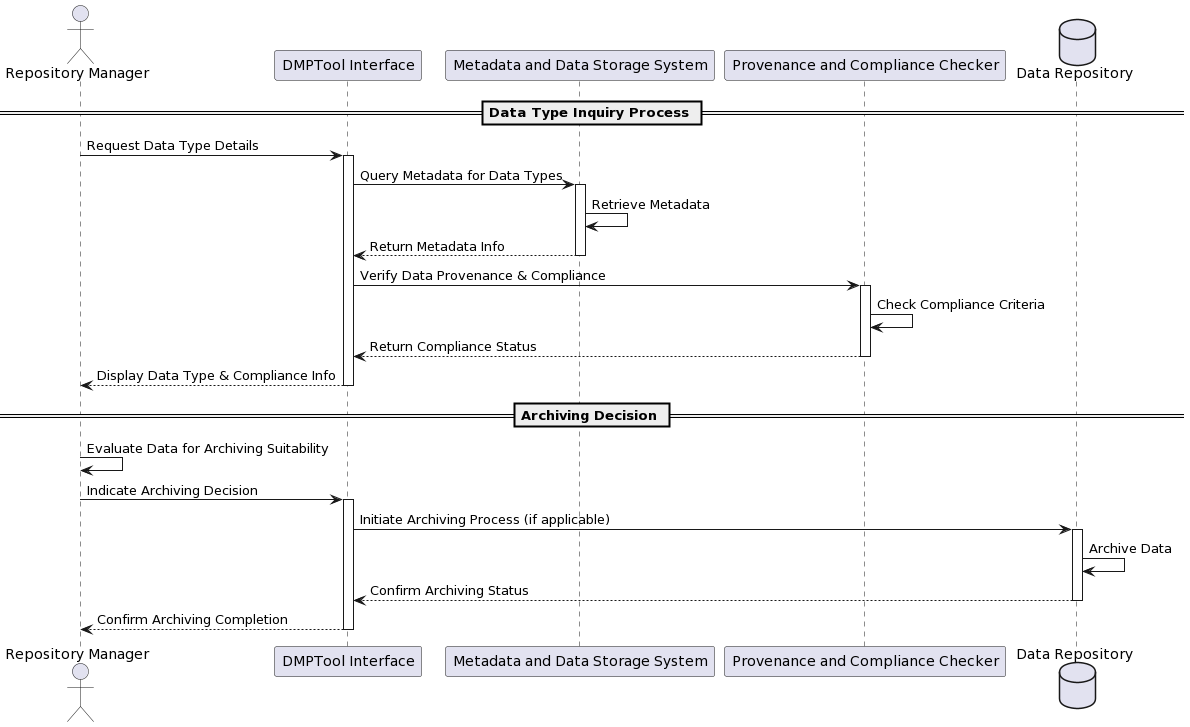 Repository Manager
DMPTool Interface
Metadata and Data Storage System
Provenance and Compliance Checker
Data Repository
Data Type Inquiry Process
Request Data Type Details
Query Metadata for Data Types
Retrieve Metadata
Return Metadata Info
Verify Data Provenance & Compliance
Check Compliance Criteria
Return Compliance Status
Display Data Type & Compliance Info
Archiving Decision
Evaluate Data for Archiving Suitability
Indicate Archiving Decision
Initiate Archiving Process (if applicable)
Archive Data
Confirm Archiving Status
Confirm Archiving Completion
Repository Manager
DMPTool Interface
Metadata and Data Storage System
Provenance and Compliance Checker
Data Repository